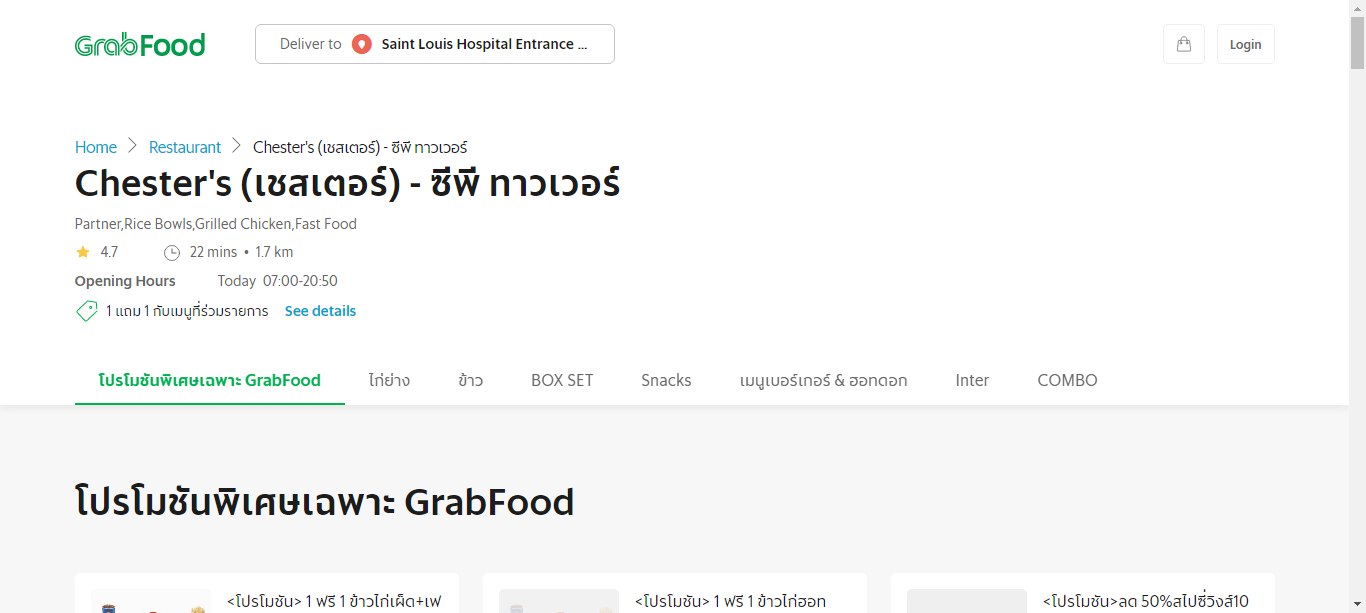 GrabFood
Deliver to Saint Louis Hospital Entrance ...
Login
Home Restaurant Chester's (เชสเตอร์) - ซีพี ทาวเวอร์
Chester's (เชสเตอร์) - ซีพี ทาวเวอร์
Partner,Rice Bowls,Grilled Chicken,Fast Food
4.7 22 mins • 1.7 km
Opening Hours Today 07:00-20:50
1 แถม 1 กับเมนูที่ร่วมรายการ See details
โปรโมชันพิเศษเฉพาะ GrabFood ไก่ย่าง ข้าว BOX SET Snacks เมนูเบอร์เกอร์ & ฮอทดอก Inter COMBO
โปรโมชันพิเศษเฉพาะ GrabFood
<โปรโมชัน> 1 ฟรี 1 ข้าวไก่เผ็ด+เฟ
<โปรโมชัน> 1 ฟรี 1 ข้าวไก่ฮอท
<โปรโมชัน>ลด 50%สไปซี่วิงส์10